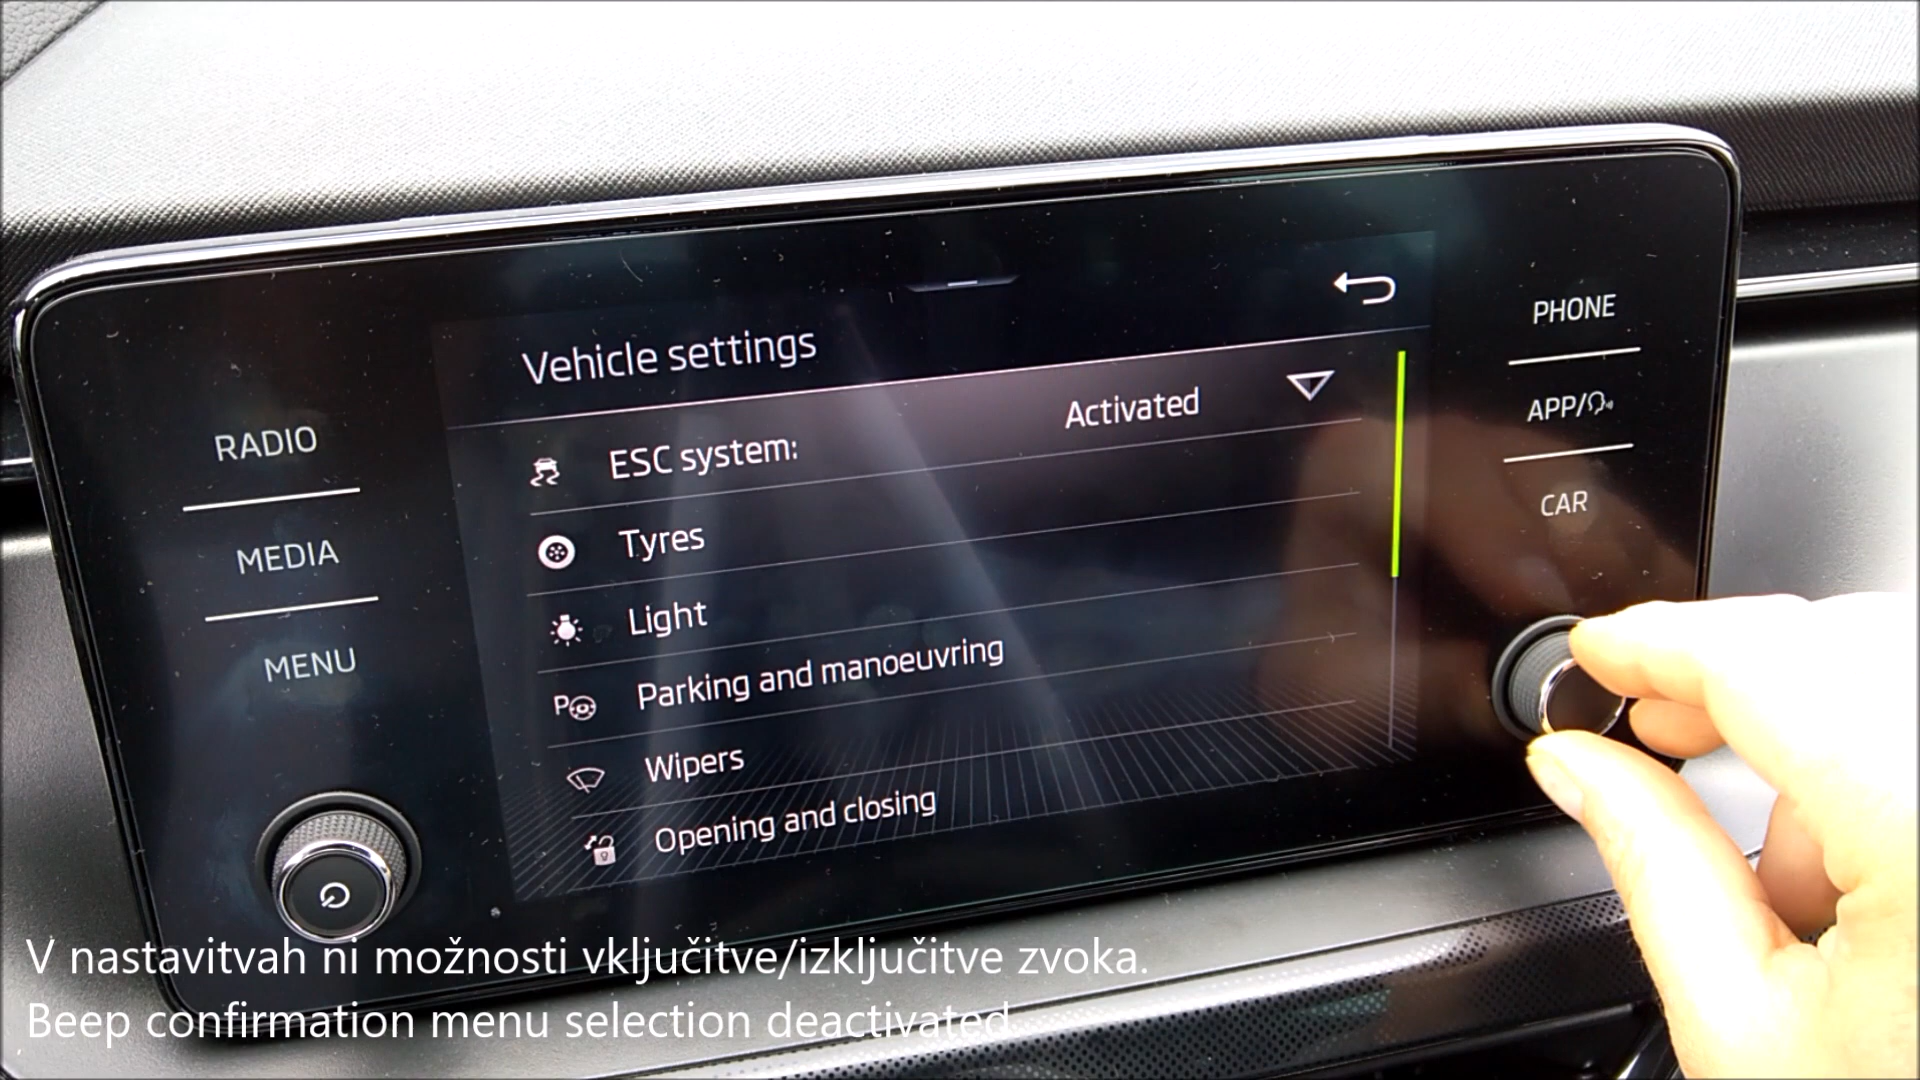 Vehicle settings
ESC system: Activated
Tyres
Light
Parking and manoeuvring
Wipers
Opening and closing
RADIO
MEDIA
MENU
PHONE
APP/
CAR
V nastavitvah ni možnosti vključitve/izključitve zvoka.
Beep confirmation menu selection deactivated.